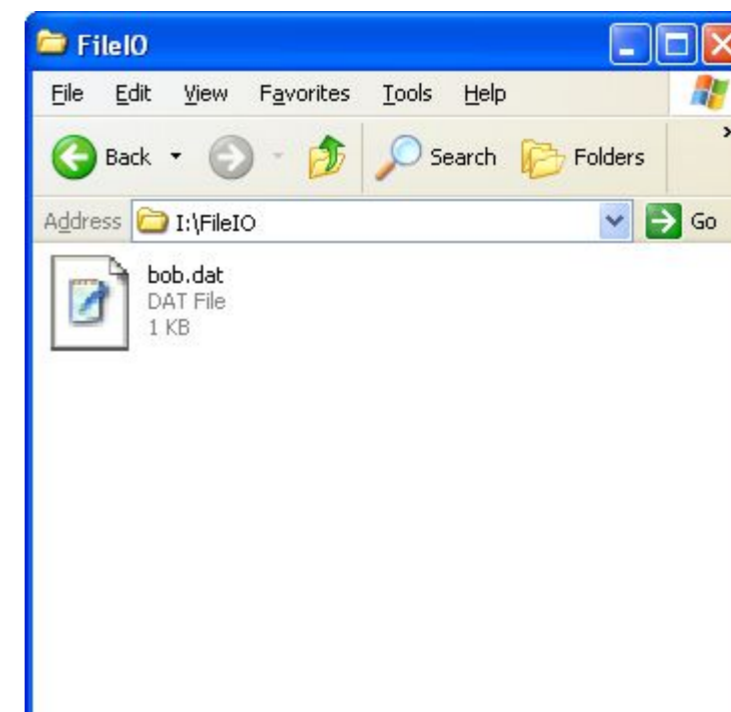 FileIO
File Edit View Favorites Tools Help
Back Search Folders »
Address I:\FileIO Go
bob.dat
DAT File
1 KB